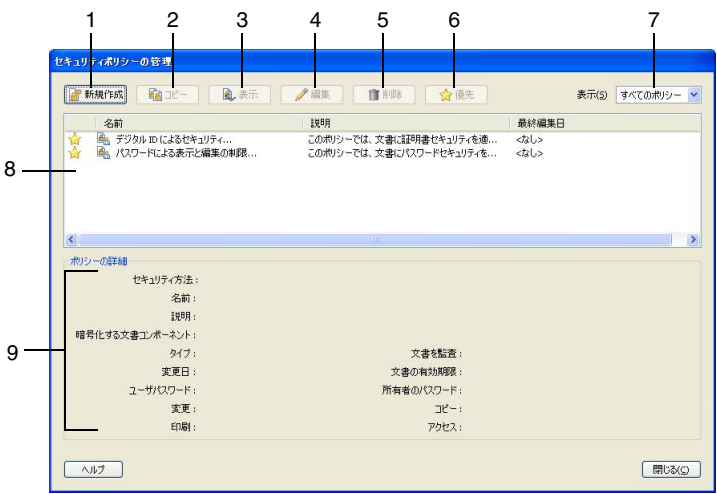 1 2 3 4 5 6 7
セキュリティポリシーの管理
新規作成 コピー 表示 編集 削除 優先 表示(S) すべてのポリシー
名前 説明 最終編集日
デジタル ID によるセキュリティ... このポリシーでは、文書に証明書セキュリティを適... <なし>
パスワードによる表示と編集の制限... このポリシーでは、文書にパスワードセキュリティを... <なし>
8
ポリシーの詳細
セキュリティ方法 :
名前 :
説明 :
暗号化する文書コンポーネント :
9
タイプ : 文書を監査 :
変更日 : 文書の有効期限 :
ユーザパスワード : 所有者のパスワード :
変更 : コピー :
印刷 : アクセス :
ヘルプ 閉じる(C)